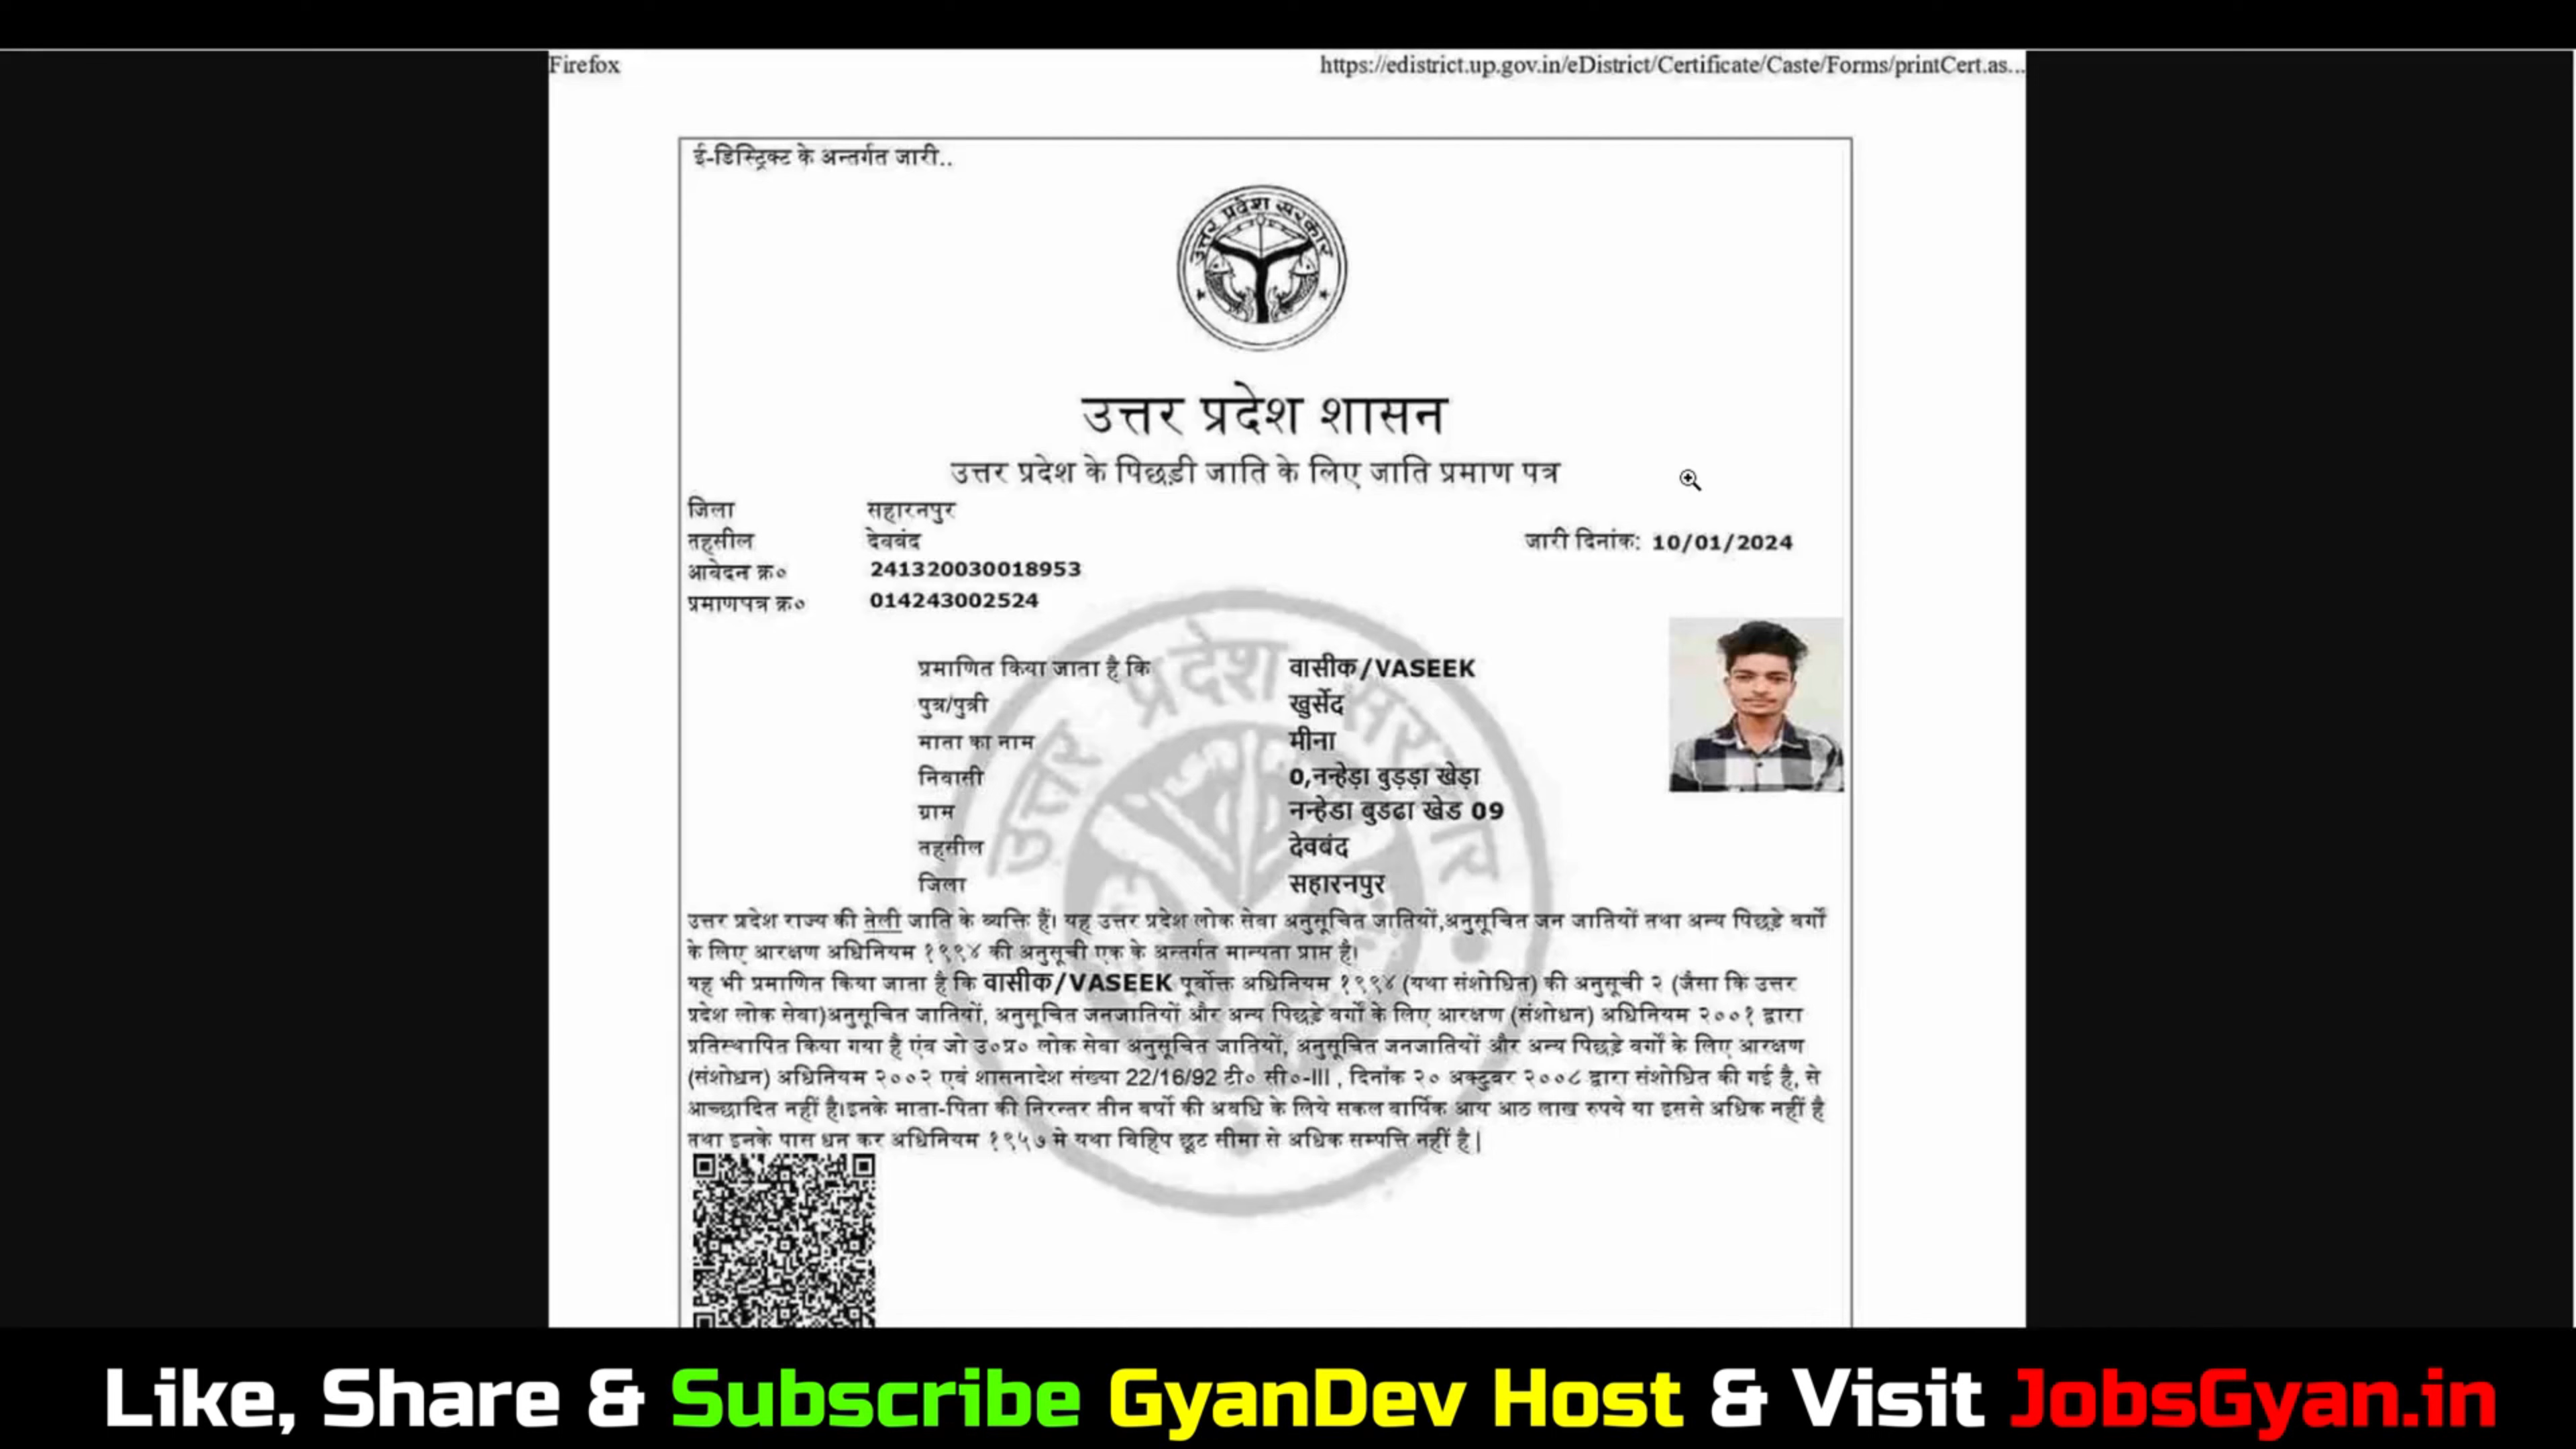 Firefox https://edistrict.up.gov.in/eDistrict/Certificate/Caste/Forms/printCert.as...
ई-डिस्ट्रिक्ट के अन्तर्गत जारी..
उत्तर प्रदेश सरकार
उत्तर प्रदेश शासन
उत्तर प्रदेश के पिछड़ी जाति के लिए जाति प्रमाण पत्र
जिला सहारनपुर
तहसील देवबंद जारी दिनांक: 10/01/2024
आवेदन क्र० 241320030018953
प्रमाणपत्र क्र० 014243002524
प्रमाणित किया जाता है कि वासीक/VASEEK
पुत्र/पुत्री खुर्सेद
माता का नाम मीना
निवासी 0,नन्हेड़ा बुड़ड़ा खेड़ा
ग्राम नन्हेडा बुडढा खेड 09
तहसील देवबंद
जिला सहारनपुर
उत्तर प्रदेश राज्य की तेली जाति के व्यक्ति हैं। यह उत्तर प्रदेश लोक सेवा अनुसूचित जातियों,अनुसूचित जन जातियों तथा अन्य पिछड़े वर्गों
के लिए आरक्षण अधिनियम १९९४ की अनुसूची एक के अन्तर्गत मान्यता प्राप्त है।
यह भी प्रमाणित किया जाता है कि वासीक/VASEEK पूर्वोक्त अधिनियम १९९४ (यथा संशोधित) की अनुसूची २ (जैसा कि उत्तर
प्रदेश लोक सेवा)अनुसूचित जातियों, अनुसूचित जनजातियों और अन्य पिछड़े वर्गों के लिए आरक्षण (संशोधन) अधिनियम २००१ द्वारा
प्रतिस्थापित किया गया है एंव जो उ०प्र० लोक सेवा अनुसूचित जातियों, अनुसूचित जनजातियों और अन्य पिछड़े वर्गों के लिए आरक्षण
(संशोधन) अधिनियम २००२ एवं शासनादेश संख्या 22/16/92 टी० सी०-III , दिनाँक २० अक्टुबर २००८ द्वारा संशोधित की गई है, से
आच्छादित नहीं है।इनके माता-पिता की निरन्तर तीन वर्षो की अवधि के लिये सकल वार्षिक आय आठ लाख रुपये या इससे अधिक नहीं है
तथा इनके पास धन कर अधिनियम १९५७ मे यथा विहिप छूट सीमा से अधिक सम्पत्ति नहीं है|
उत्तर प्रदेश सरकार
Like, Share & Subscribe GyanDev Host & Visit JobsGyan.in